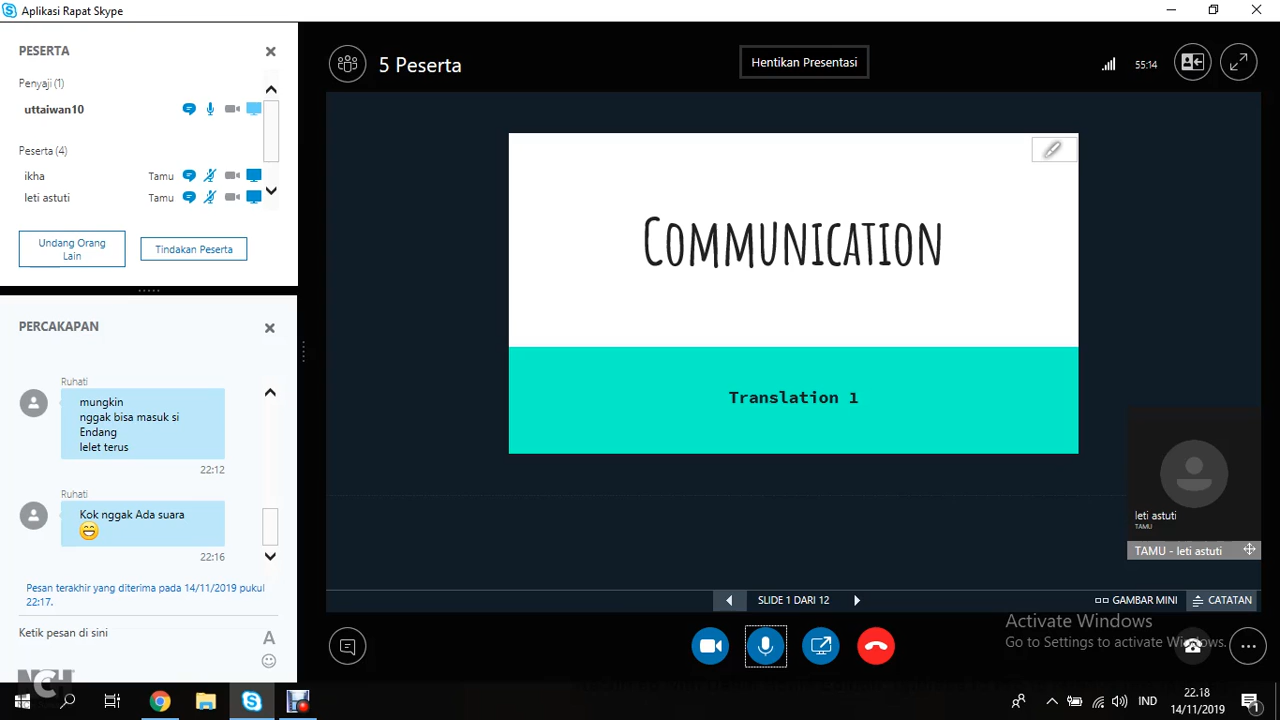 Aplikasi Rapat Skype
PESERTA
Penyaji (1)
uttaiwan10
Peserta (4)
ikha Tamu
leti astuti Tamu
Undang Orang
Lain
Tindakan Peserta
PERCAKAPAN
Ruhati
mungkin
nggak bisa masuk si
Endang
lelet terus
22:12
Ruhati
Kok nggak Ada suara
22:16
Pesan terakhir yang diterima pada 14/11/2019 pukul
22:17.
Ketik pesan di sini
A
NCH
5 Peserta
Hentikan Presentasi
55:14
COMMUNICATION
Translation 1
leti astuti
TAMU
TAMU - leti astuti
SLIDE 1 DARI 12
GAMBAR MINI
CATATAN
Activate Windows
Go to Settings to activate Windows.
IND
22.18
14/11/2019
1